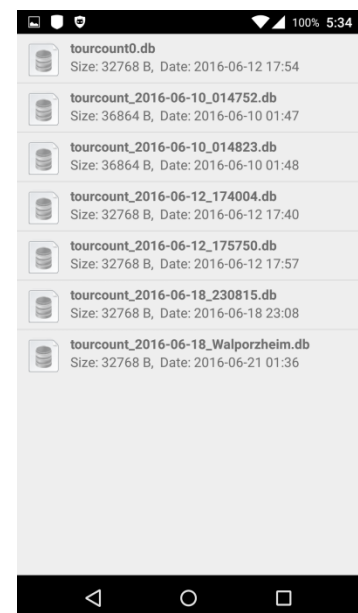 100% 5:34
tourcount0.db
Size: 32768 B, Date: 2016-06-12 17:54
tourcount_2016-06-10_014752.db
Size: 36864 B, Date: 2016-06-10 01:47
tourcount_2016-06-10_014823.db
Size: 36864 B, Date: 2016-06-10 01:48
tourcount_2016-06-12_174004.db
Size: 32768 B, Date: 2016-06-12 17:40
tourcount_2016-06-12_175750.db
Size: 32768 B, Date: 2016-06-12 17:57
tourcount_2016-06-18_230815.db
Size: 32768 B, Date: 2016-06-18 23:08
tourcount_2016-06-18_Walporzheim.db
Size: 32768 B, Date: 2016-06-21 01:36